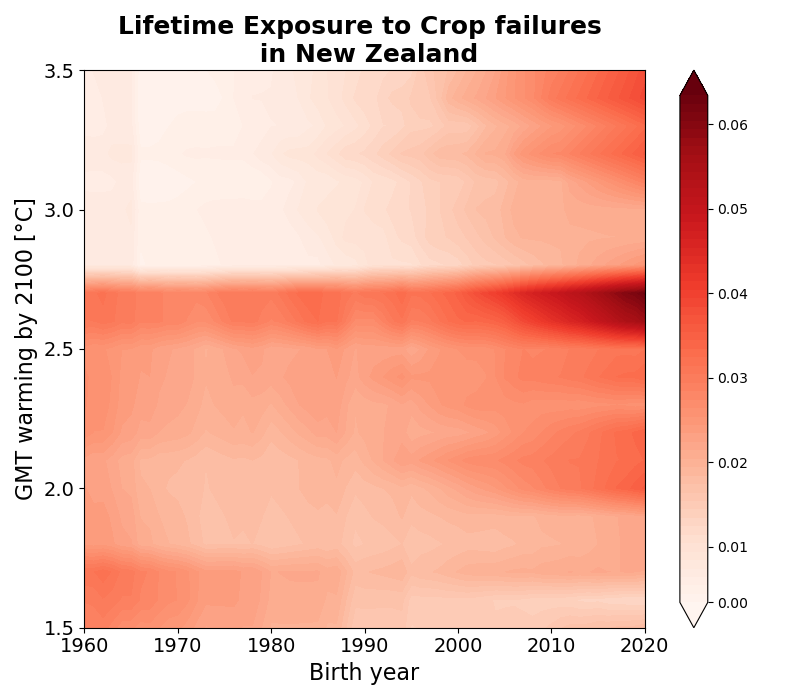 Lifetime Exposure to Crop failures
in New Zealand
3.5
3.0
2.5
2.0
1.5
GMT warming by 2100 [°C]
1960 1970 1980 1990 2000 2010 2020
Birth year
0.06
0.05
0.04
0.03
0.02
0.01
0.00